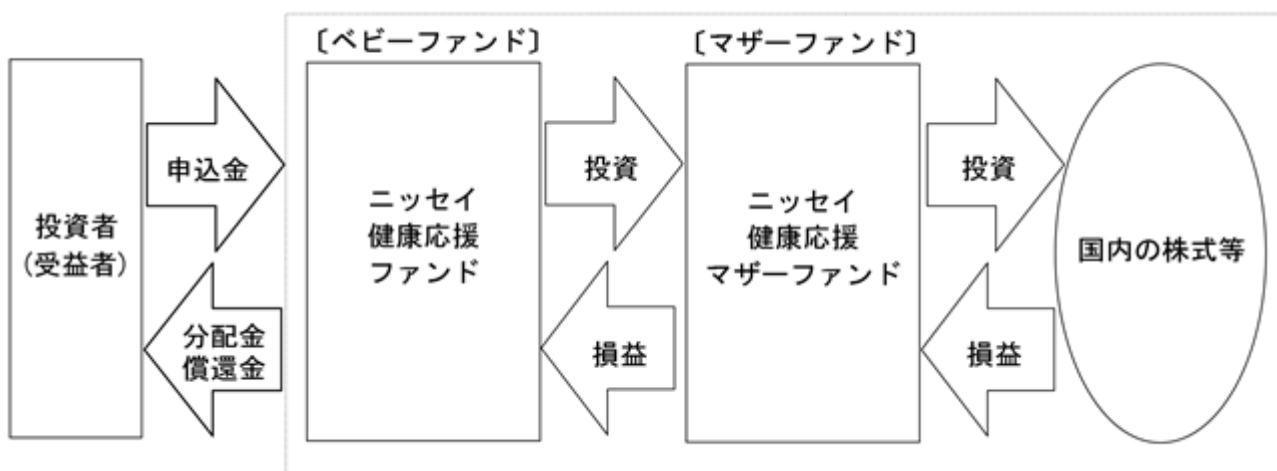 〔ベビーファンド〕
〔マザーファンド〕
投資者
（受益者）
申込金
分配金
償還金
ニッセイ
健康応援
ファンド
投資
損益
ニッセイ
健康応援
マザーファンド
投資
損益
国内の株式等